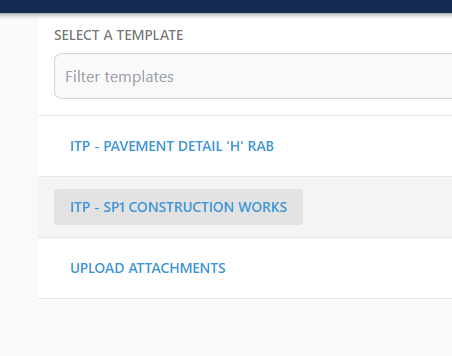 SELECT A TEMPLATE
Filter templates
ITP - PAVEMENT DETAIL 'H' RAB
ITP - SP1 CONSTRUCTION WORKS
UPLOAD ATTACHMENTS